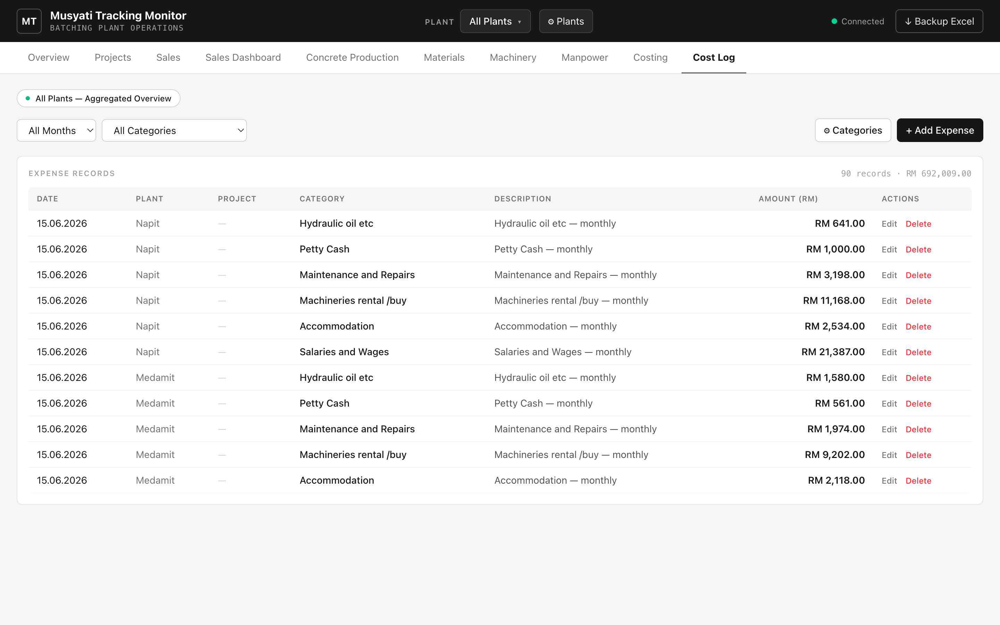 MT
Musyati Tracking Monitor
BATCHING PLANT OPERATIONS
PLANT All Plants ▾ ⚙ Plants
Connected ↓ Backup Excel
Overview Projects Sales Sales Dashboard Concrete Production Materials Machinery Manpower Costing Cost Log
All Plants — Aggregated Overview
All Months All Categories ⚙ Categories + Add Expense
EXPENSE RECORDS 90 records · RM 692,009.00
DATE PLANT PROJECT CATEGORY DESCRIPTION AMOUNT (RM) ACTIONS
15.06.2026 Napit — Hydraulic oil etc Hydraulic oil etc — monthly RM 641.00 Edit Delete
15.06.2026 Napit — Petty Cash Petty Cash — monthly RM 1,000.00 Edit Delete
15.06.2026 Napit — Maintenance and Repairs Maintenance and Repairs — monthly RM 3,198.00 Edit Delete
15.06.2026 Napit — Machineries rental /buy Machineries rental /buy — monthly RM 11,168.00 Edit Delete
15.06.2026 Napit — Accommodation Accommodation — monthly RM 2,534.00 Edit Delete
15.06.2026 Napit — Salaries and Wages Salaries and Wages — monthly RM 21,387.00 Edit Delete
15.06.2026 Medamit — Hydraulic oil etc Hydraulic oil etc — monthly RM 1,580.00 Edit Delete
15.06.2026 Medamit — Petty Cash Petty Cash — monthly RM 561.00 Edit Delete
15.06.2026 Medamit — Maintenance and Repairs Maintenance and Repairs — monthly RM 1,974.00 Edit Delete
15.06.2026 Medamit — Machineries rental /buy Machineries rental /buy — monthly RM 9,202.00 Edit Delete
15.06.2026 Medamit — Accommodation Accommodation — monthly RM 2,118.00 Edit Delete